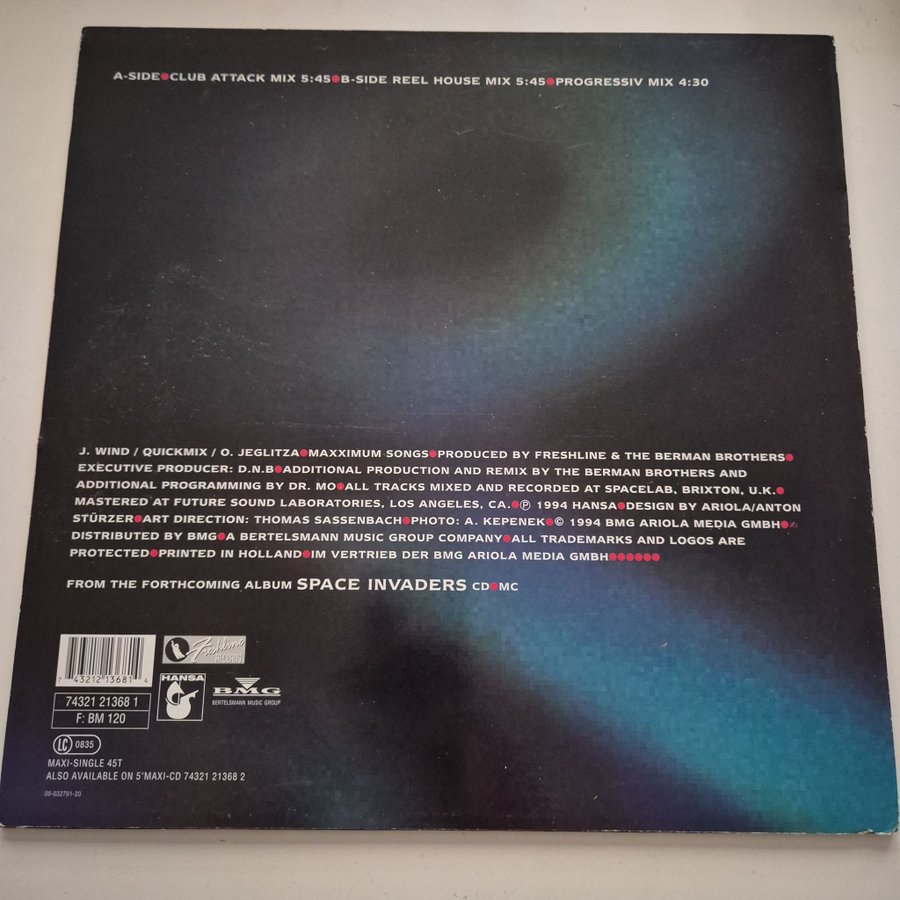 A-SIDE●CLUB ATTACK MIX 5:45●B-SIDE REEL HOUSE MIX 5:45●PROGRESSIV MIX 4:30
J. WIND / QUICKMIX / O. JEGLITZA●MAXXIMUM SONGS●PRODUCED BY FRESHLINE & THE BERMAN BROTHERS●
EXECUTIVE PRODUCER: D.N.B●ADDITIONAL PRODUCTION AND REMIX BY THE BERMAN BROTHERS AND
ADDITIONAL PROGRAMMING BY DR. MO●ALL TRACKS MIXED AND RECORDED AT SPACELAB, BRIXTON, U.K.●
MASTERED AT FUTURE SOUND LABORATORIES, LOS ANGELES, CA.●℗ 1994 HANSA●DESIGN BY ARIOLA/ANTON
STÜRZER●ART DIRECTION: THOMAS SASSENBACH●PHOTO: A. KEPENEK●© 1994 BMG ARIOLA MEDIA GMBH●
DISTRIBUTED BY BMG●A BERTELSMANN MUSIC GROUP COMPANY●ALL TRADEMARKS AND LOGOS ARE
PROTECTED●PRINTED IN HOLLAND●IM VERTRIEB DER BMG ARIOLA MEDIA GMBH●●●●●●
FROM THE FORTHCOMING ALBUM SPACE INVADERS CD●MC
7 43212 13681 4
Freshline
RECORDS
HANSA
BMG
BERTELSMANN MUSIC GROUP
74321 21368 1
F: BM 120
LC 0835
MAXI-SINGLE 45T
ALSO AVAILABLE ON 5'MAXI-CD 74321 21368 2
08-032791-20